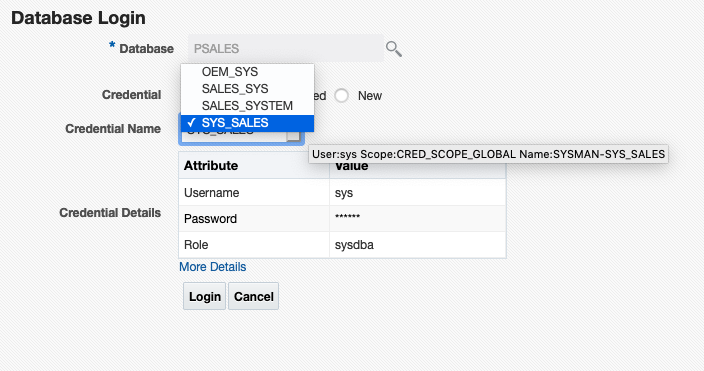 Database Login
* Database PSALES
OEM_SYS
Credential SALES_SYS ed New
SALES_SYSTEM
Credential Name ✓ SYS_SALES
SYS_SALES
User:sys Scope:CRED_SCOPE_GLOBAL Name:SYSMAN-SYS_SALES
Attribute Value
Username sys
Credential Details Password ******
Role sysdba
More Details
Login Cancel